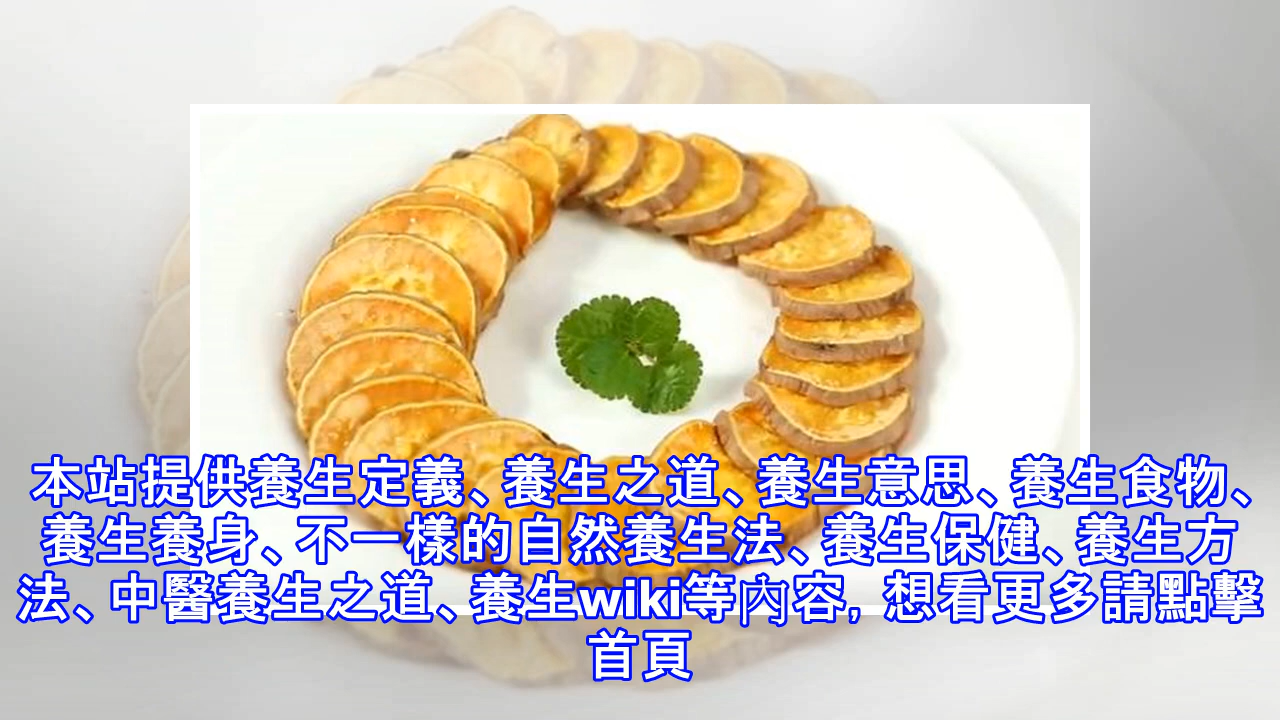 本站提供養生定義、養生之道、養生意思、養生食物、
養生養身、不一樣的自然養生法、養生保健、養生方
法、中醫養生之道、養生wiki等內容，想看更多請點擊
首頁